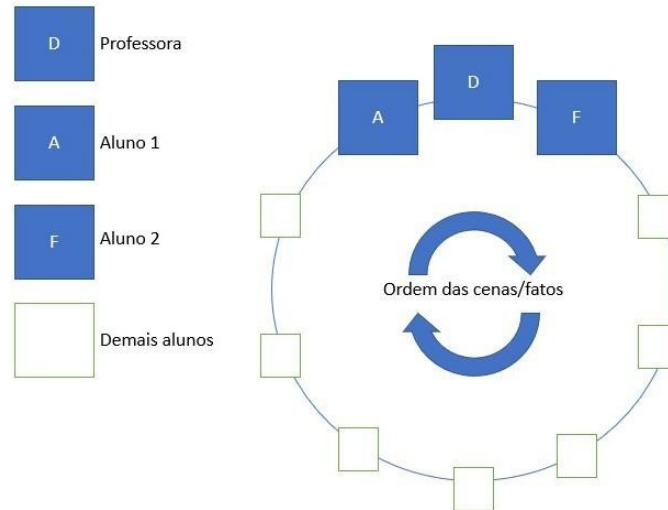 D Professora
A Aluno 1
F Aluno 2
Demais alunos
D
A
F
Ordem das cenas/fatos